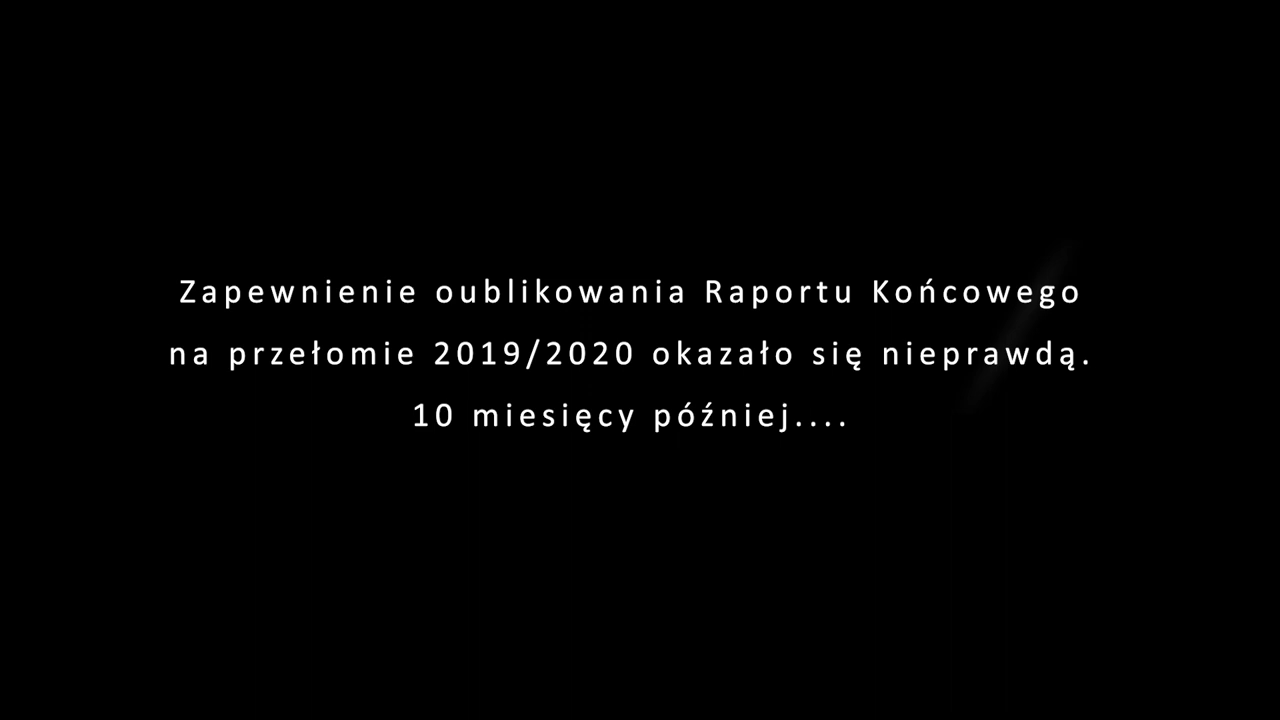 Zapewnienie oublikowania Raportu Końcowego
na przełomie 2019/2020 okazało się nieprawdą.
10 miesięcy później....